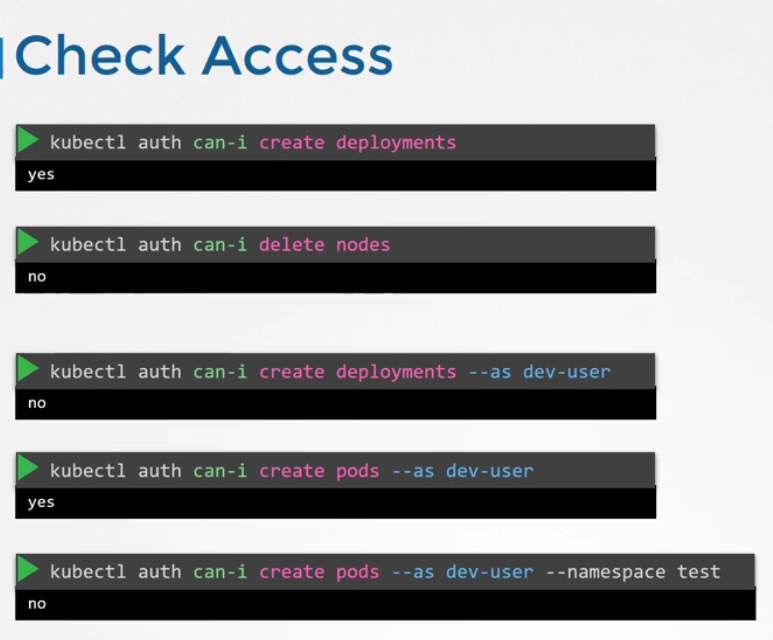 Check Access
kubectl auth can-i create deployments
yes
kubectl auth can-i delete nodes
no
kubectl auth can-i create deployments --as dev-user
no
kubectl auth can-i create pods --as dev-user
yes
kubectl auth can-i create pods --as dev-user --namespace test
no